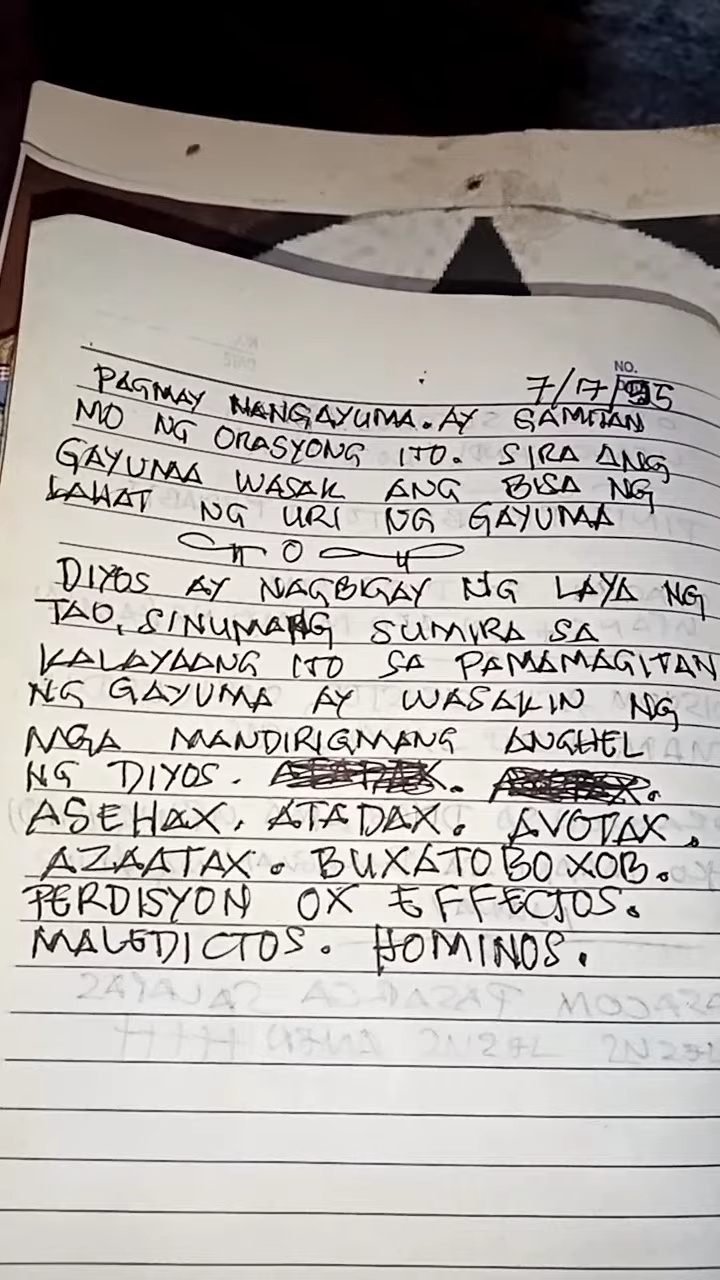 NO.
7/17/95
PAGMAY NANGAYUMA. AY GAMITAN
MO NG ORASYONG ITO. SIRA ANG
GAYUMA WASAK ANG BISA NG
LAHAT NG URI NG GAYUMA
DIYOS AY NAGBIGAY NG LAYA NG
TAO, SINUMANG SUMIRA SA
KALAYAANG ITO SA PAMAMAGITAN
NG GAYUMA AY WASAKIN NG
MGA MANDIRIGMANG ANGHEL
NG DIYOS.
ASEHAX. ATADAX. AVOTAX.
AZAATAX. BUXATOBOXOB.
PERDISYON OX EFFECTOS.
MALEDICTOS. HOMINOS.